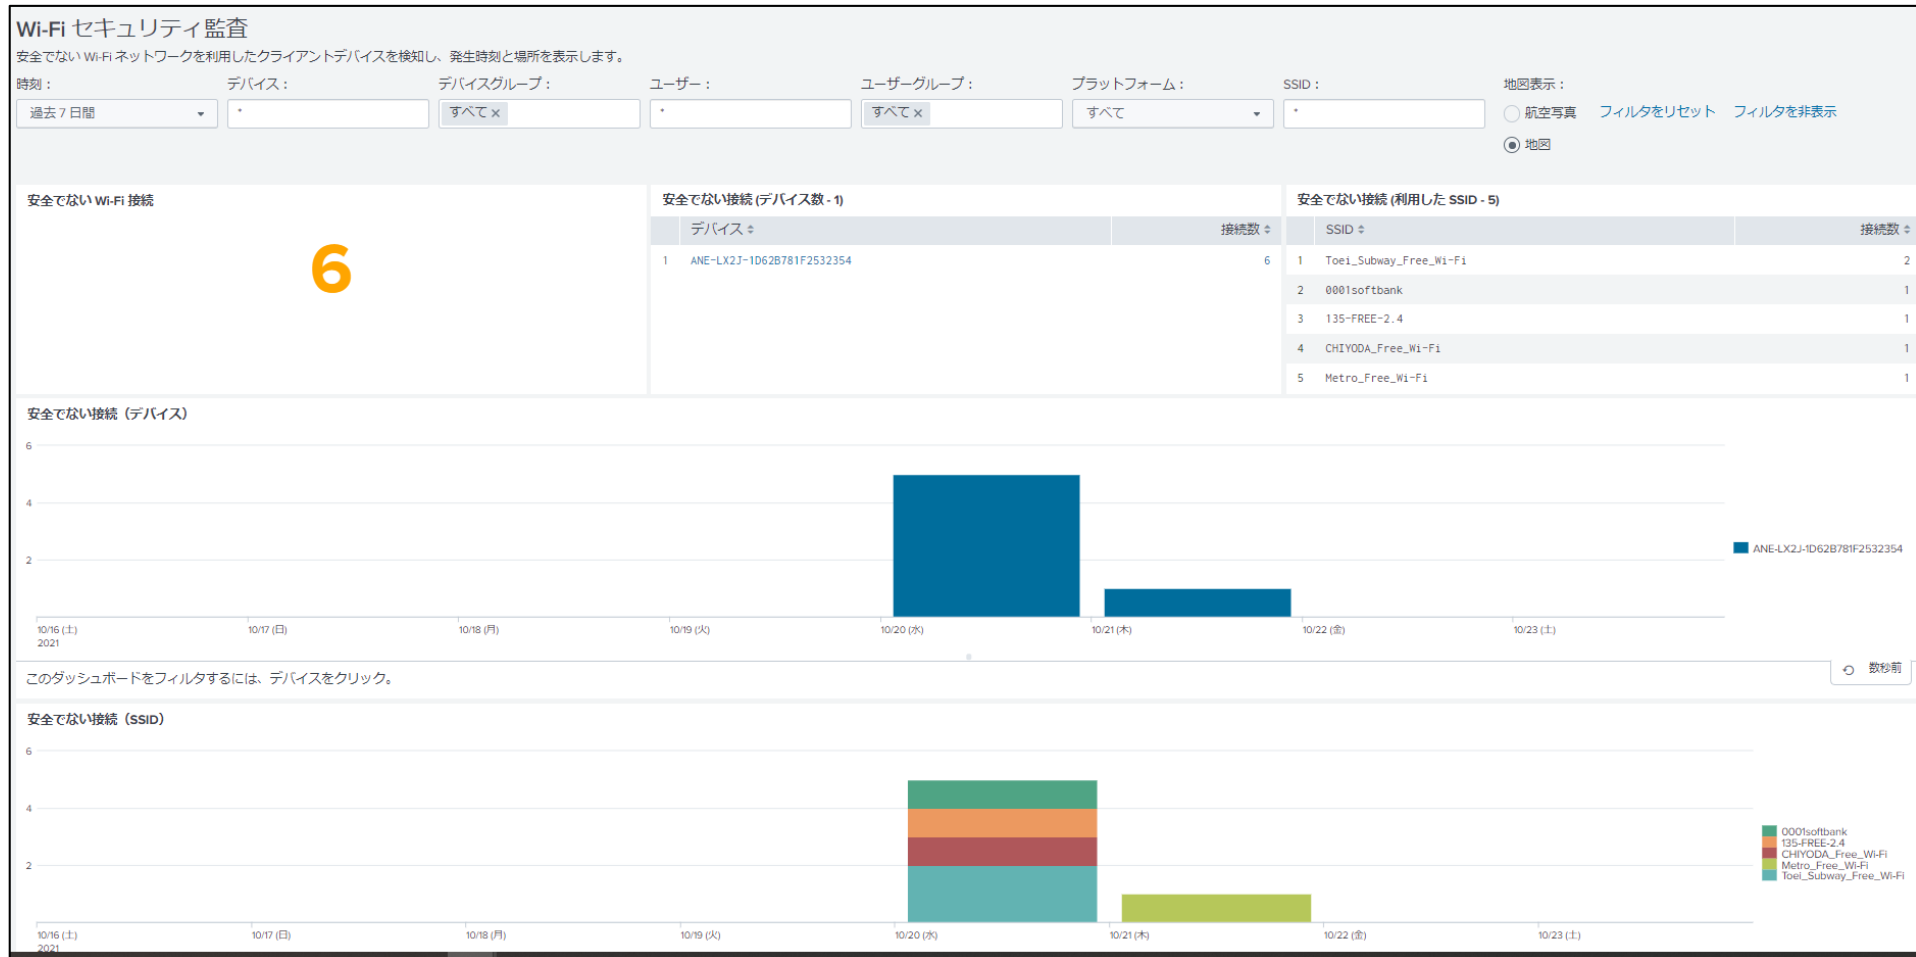 Wi-Fi セキュリティ監査
安全でない Wi-Fi ネットワークを利用したクライアントデバイスを検知し、発生時刻と場所を表示します。
時刻： デバイス： デバイスグループ： ユーザー： ユーザーグループ： プラットフォーム： SSID： 地図表示：
過去 7 日間 * すべて × * すべて × すべて * 航空写真 フィルタをリセット フィルタを非表示
地図
安全でない Wi-Fi 接続 安全でない接続 (デバイス数 - 1) 安全でない接続 (利用した SSID - 5)
デバイス 接続数 SSID 接続数
6
1 ANE-LX2J-1D62B781F2532354 6
1 Toei_Subway_Free_Wi-Fi 2
2 0001softbank 1
3 135-FREE-2.4 1
4 CHIYODA_Free_Wi-Fi 1
5 Metro_Free_Wi-Fi 1
安全でない接続（デバイス）
6
4
2
ANE-LX2J-1D62B781F2532354
10/16 (土) 10/17 (日) 10/18 (月) 10/19 (火) 10/20 (水) 10/21 (木) 10/22 (金) 10/23 (土)
2021
このダッシュボードをフィルタするには、デバイスをクリック。 数秒前
安全でない接続（SSID）
6
4
2
0001softbank
135-FREE-2.4
CHIYODA_Free_Wi-Fi
Metro_Free_Wi-Fi
Toei_Subway_Free_Wi-Fi
10/16 (土) 10/17 (日) 10/18 (月) 10/19 (火) 10/20 (水) 10/21 (木) 10/22 (金) 10/23 (土)
2021